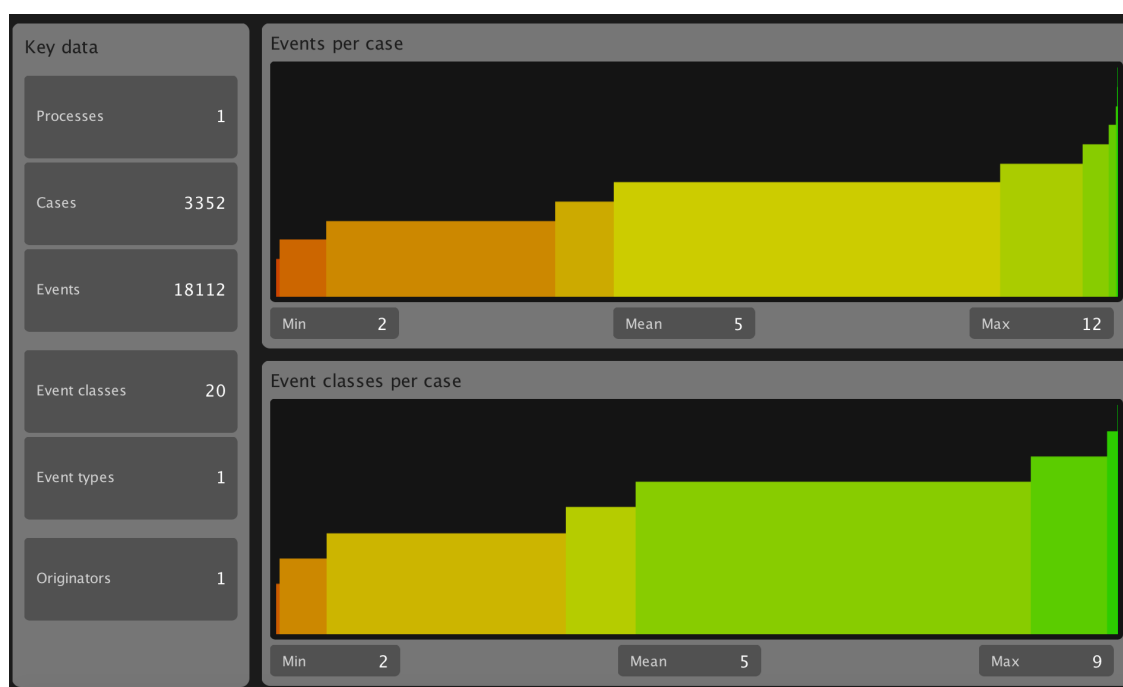 Key data
Processes 1
Cases 3352
Events 18112
Event classes 20
Event types 1
Originators 1
Events per case
Min 2 Mean 5 Max 12
Event classes per case
Min 2 Mean 5 Max 9